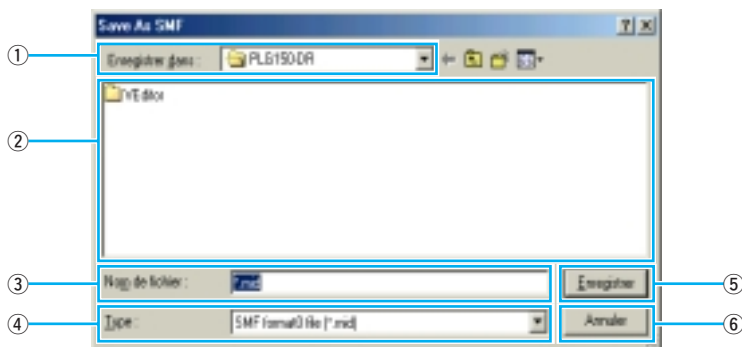 Save As SMF
① Enregistrer dans : PLG150-DR
② IVEditor
③ Nom de fichier : *.mid
Enregistrer ⑤
④ Type : SMF format0 file (*.mid)
Annuler ⑥